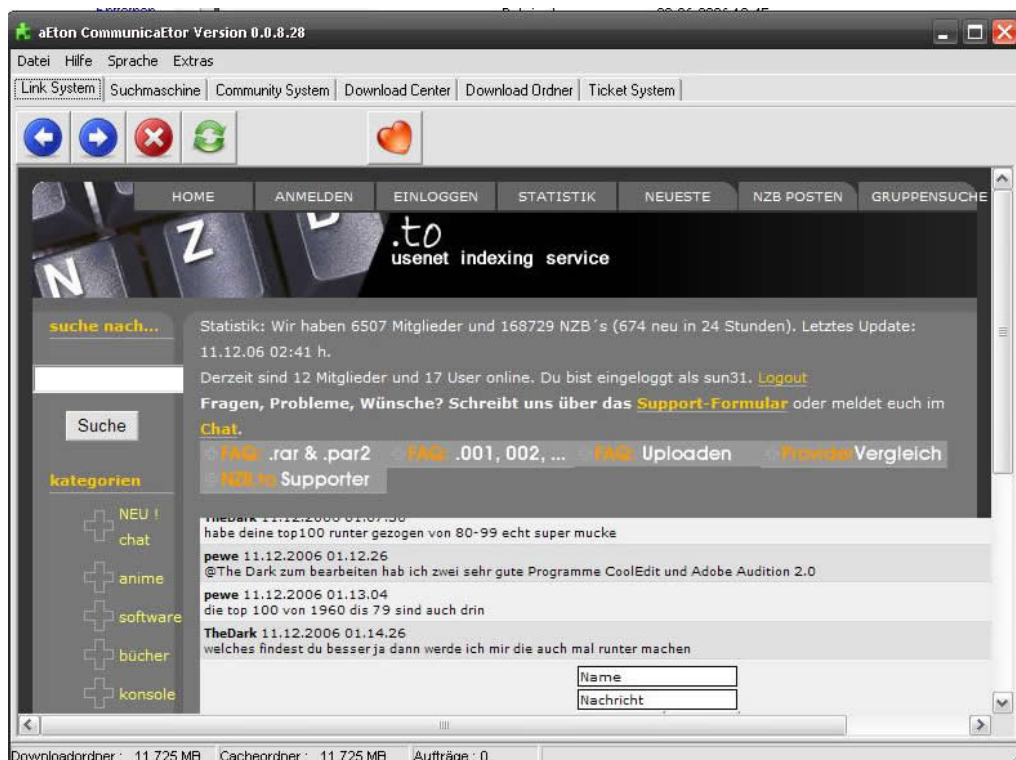 aEton CommunicaEtor Version 0.0.8.28
Datei Hilfe Sprache Extras
Link System Suchmaschine Community System Download Center Download Ordner Ticket System
HOME ANMELDEN EINLOGGEN STATISTIK NEUESTE NZB POSTEN GRUPPENSUCHE
N Z B .to
usenet indexing service
suche nach...
Suche
kategorien
NEU !
chat
anime
software
bücher
konsole
Statistik: Wir haben 6507 Mitglieder und 168729 NZB´s (674 neu in 24 Stunden). Letztes Update:
11.12.06 02:41 h.
Derzeit sind 12 Mitglieder und 17 User online. Du bist eingeloggt als sun31. Logout
Fragen, Probleme, Wünsche? Schreibt uns über das Support-Formular oder meldet euch im
Chat.
FAQ: .rar & .par2 FAQ: .001, 002, ... FAQ: Uploaden ProviderVergleich
NZB.to Supporter
TheDark 11.12.2006 01.07.36
habe deine top100 runter gezogen von 80-99 echt super mucke
pewe 11.12.2006 01.12.26
@The Dark zum bearbeiten hab ich zwei sehr gute Programme CoolEdit und Adobe Audition 2.0
pewe 11.12.2006 01.13.04
die top 100 von 1960 dis 79 sind auch drin
TheDark 11.12.2006 01.14.26
welches findest du besser ja dann werde ich mir die auch mal runter machen
Name
Nachricht
Downloadordner : 11.725 MB Cacheordner : 11.725 MB Aufträge : 0